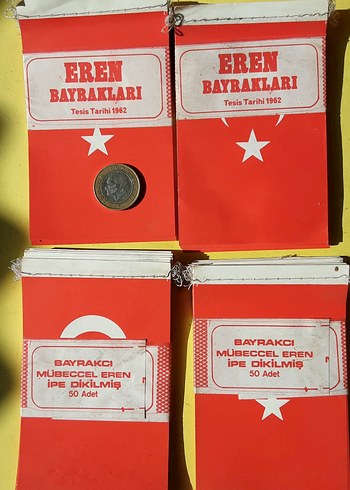 EREN
BAYRAKLARI
Tesis Tarihi 1962
EREN
BAYRAKLARI
Tesis Tarihi 1962
BAYRAKCI
MÜBECCEL EREN
İPE DİKİLMİŞ
50 Adet
BAYRAKCI
MÜBECCEL EREN
İPE DİKİLMİŞ
50 Adet